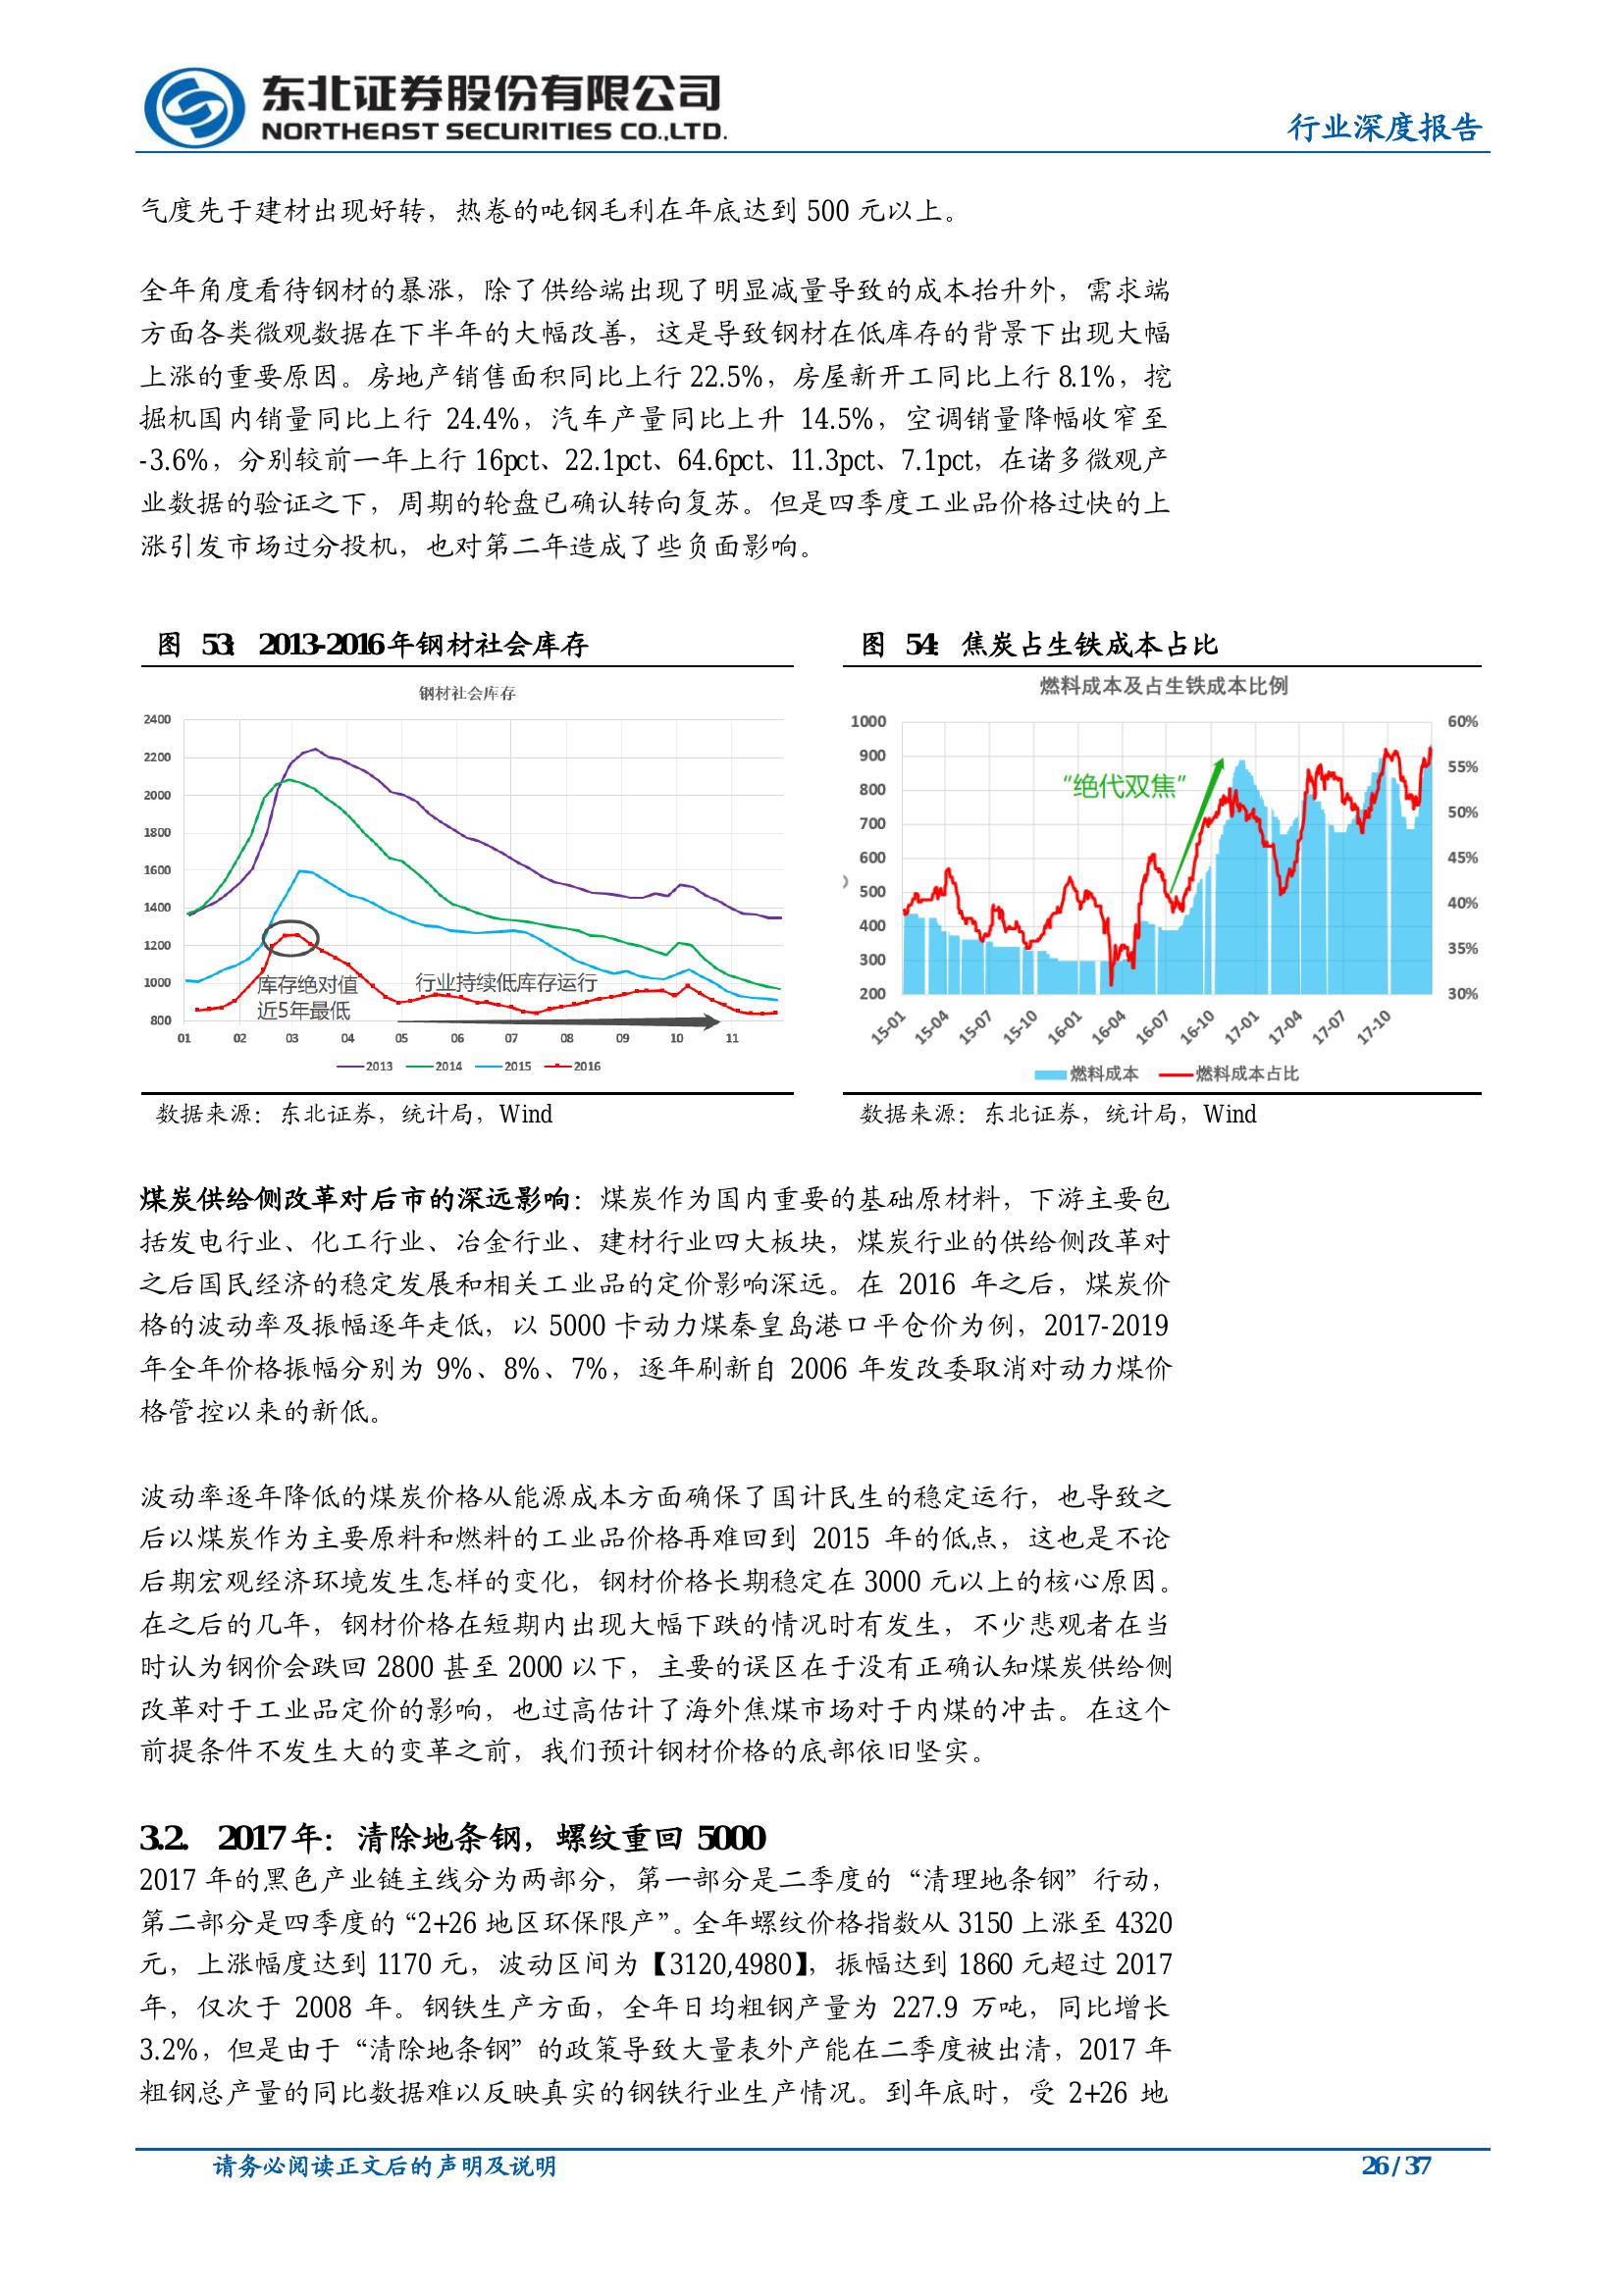 东北证券股份有限公司
NORTHEAST SECURITIES CO.,LTD.
行业深度报告
气度先于建材出现好转，热卷的吨钢毛利在年底达到 500 元以上。
全年角度看待钢材的暴涨，除了供给端出现了明显减量导致的成本抬升外，需求端
方面各类微观数据在下半年的大幅改善，这是导致钢材在低库存的背景下出现大幅
上涨的重要原因。房地产销售面积同比上行 22.5%，房屋新开工同比上行 8.1%，挖
掘机国内销量同比上行 24.4%，汽车产量同比上升 14.5%，空调销量降幅收窄至
-3.6%，分别较前一年上行 16pct、22.1pct、64.6pct、11.3pct、7.1pct，在诸多微观产
业数据的验证之下，周期的轮盘已确认转向复苏。但是四季度工业品价格过快的上
涨引发市场过分投机，也对第二年造成了些负面影响。
图 53：2013-2016 年钢材社会库存
钢材社会库存
2400
2200
2000
1800
1600
1400
1200
1000
800
库存绝对值
近5年最低
行业持续低库存运行
01 02 03 04 05 06 07 08 09 10 11
2013 2014 2015 2016
数据来源：东北证券，统计局，Wind
图 54：焦炭占生铁成本占比
燃料成本及占生铁成本比例
1000
900
800
700
600
500
400
300
200
“绝代双焦”
60%
55%
50%
45%
40%
35%
30%
15-01 15-04 15-07 15-10 16-01 16-04 16-07 16-10 17-01 17-04 17-07 17-10
燃料成本 燃料成本占比
数据来源：东北证券，统计局，Wind
煤炭供给侧改革对后市的深远影响：煤炭作为国内重要的基础原材料，下游主要包
括发电行业、化工行业、冶金行业、建材行业四大板块，煤炭行业的供给侧改革对
之后国民经济的稳定发展和相关工业品的定价影响深远。在 2016 年之后，煤炭价
格的波动率及振幅逐年走低，以 5000 卡动力煤秦皇岛港口平仓价为例，2017-2019
年全年价格振幅分别为 9%、8%、7%，逐年刷新自 2006 年发改委取消对动力煤价
格管控以来的新低。
波动率逐年降低的煤炭价格从能源成本方面确保了国计民生的稳定运行，也导致之
后以煤炭作为主要原料和燃料的工业品价格再难回到 2015 年的低点，这也是不论
后期宏观经济环境发生怎样的变化，钢材价格长期稳定在 3000 元以上的核心原因。
在之后的几年，钢材价格在短期内出现大幅下跌的情况时有发生，不少悲观者在当
时认为钢价会跌回 2800 甚至 2000 以下，主要的误区在于没有正确认知煤炭供给侧
改革对于工业品定价的影响，也过高估计了海外焦煤市场对于内煤的冲击。在这个
前提条件不发生大的变革之前，我们预计钢材价格的底部依旧坚实。
3.2. 2017 年：清除地条钢，螺纹重回 5000
2017 年的黑色产业链主线分为两部分，第一部分是二季度的“清理地条钢”行动，
第二部分是四季度的“2+26 地区环保限产”。全年螺纹价格指数从 3150 上涨至 4320
元，上涨幅度达到 1170 元，波动区间为【3120,4980】，振幅达到 1860 元超过 2017
年，仅次于 2008 年。钢铁生产方面，全年日均粗钢产量为 227.9 万吨，同比增长
3.2%，但是由于“清除地条钢”的政策导致大量表外产能在二季度被出清，2017 年
粗钢总产量的同比数据难以反映真实的钢铁行业生产情况。到年底时，受 2+26 地
请务必阅读正文后的声明及说明
26 / 37